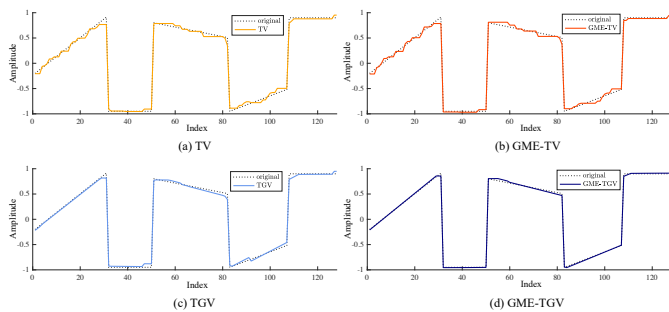 1
0.5
0
-0.5
-1
Amplitude
0 20 40 60 80 100 120
Index
original
TV
(a) TV
1
0.5
0
-0.5
-1
Amplitude
0 20 40 60 80 100 120
Index
original
GME-TV
(b) GME-TV
1
0.5
0
-0.5
-1
Amplitude
0 20 40 60 80 100 120
Index
original
TGV
(c) TGV
1
0.5
0
-0.5
-1
Amplitude
0 20 40 60 80 100 120
Index
original
GME-TGV
(d) GME-TGV